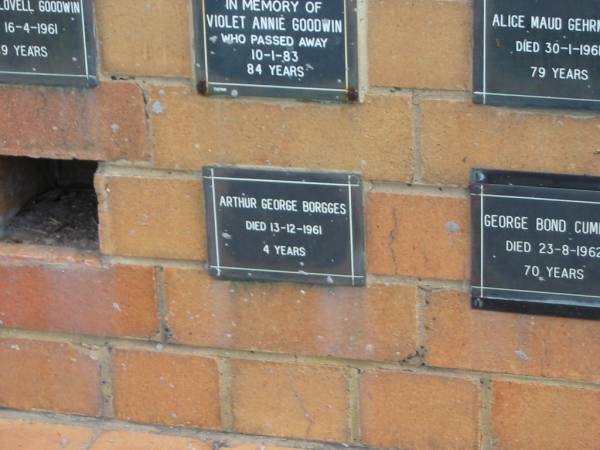 LOVELL GOODWIN
16-4-1961
9 YEARS
IN MEMORY OF
VIOLET ANNIE GOODWIN
WHO PASSED AWAY
10-1-83
84 YEARS
ALICE MAUD GEHR
DIED 30-1-1961
79 YEARS
ARTHUR GEORGE BORGGES
DIED 13-12-1961
4 YEARS
GEORGE BOND CUM
DIED 23-8-1962
70 YEARS